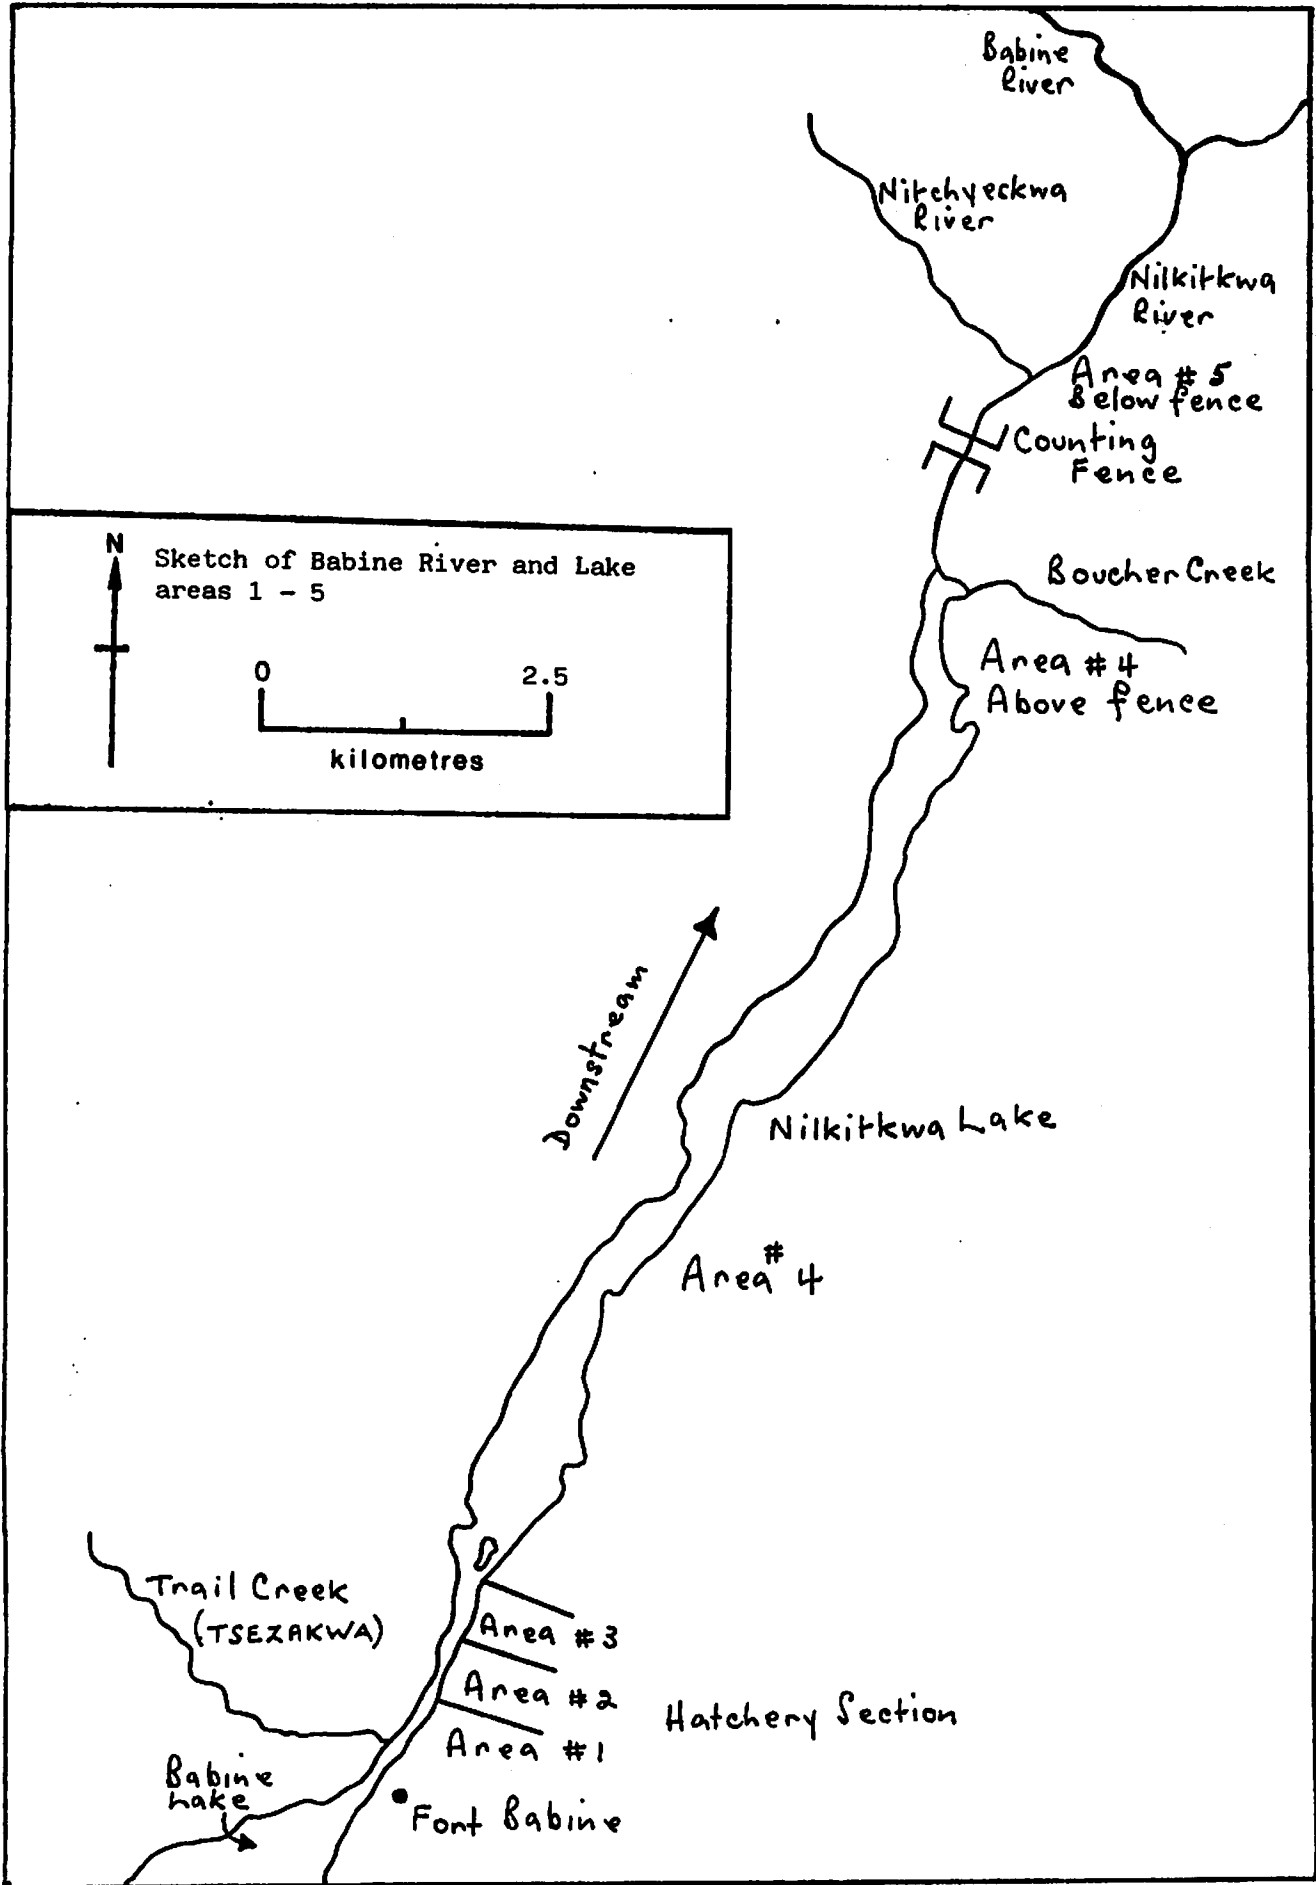 Babine
River
Nitchyeckwa
River
Nilkitkwa
River
Area # 5
Below fence
Counting
Fence
N
Sketch of Babine River and Lake
areas 1 - 5
0
2.5
kilometres
Boucher Creek
Area # 4
Above fence
Downstream
Nilkitkwa Lake
Area # 4
Trail Creek
(TSEZAKWA)
Area # 3
Area # 2
Hatchery Section
Area # 1
Babine
Lake
Fort Babine